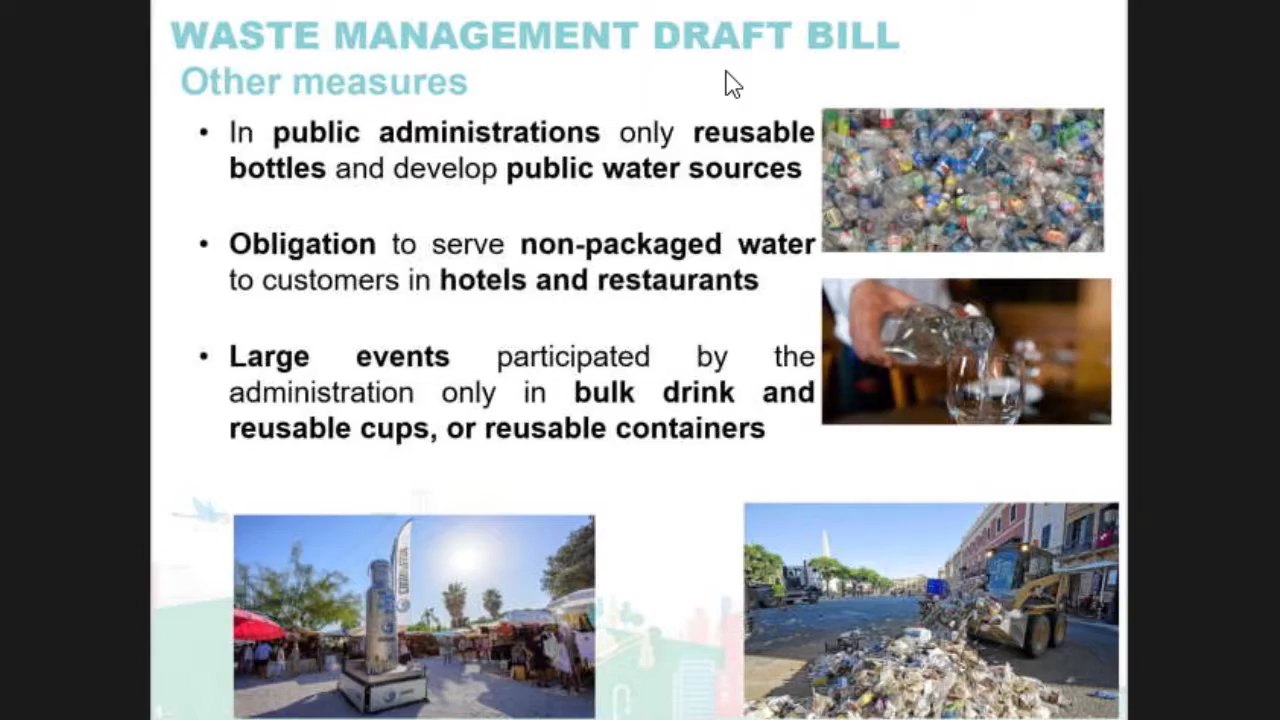 WASTE MANAGEMENT DRAFT BILL
Other measures
• In public administrations only reusable
bottles and develop public water sources
• Obligation to serve non-packaged water
to customers in hotels and restaurants
• Large events participated by the
administration only in bulk drink and
reusable cups, or reusable containers